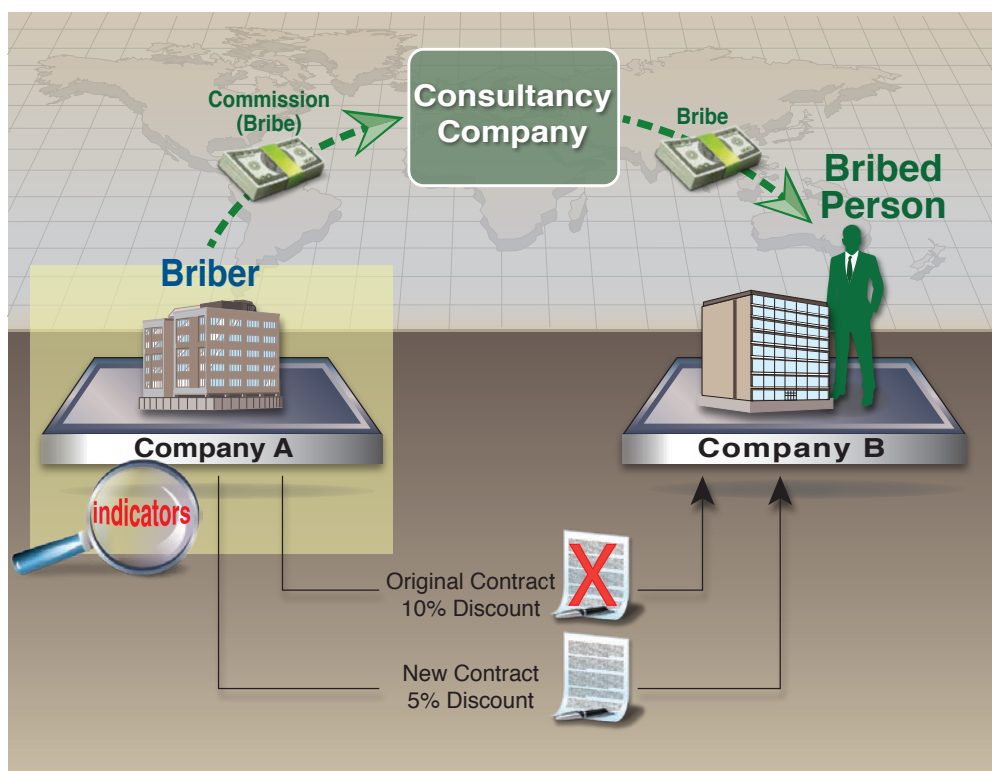 Commission
(Bribe)
Consultancy
Company
Bribe
Bribed
Person
Briber
Company A
Company B
indicators
Original Contract
10% Discount
X
New Contract
5% Discount